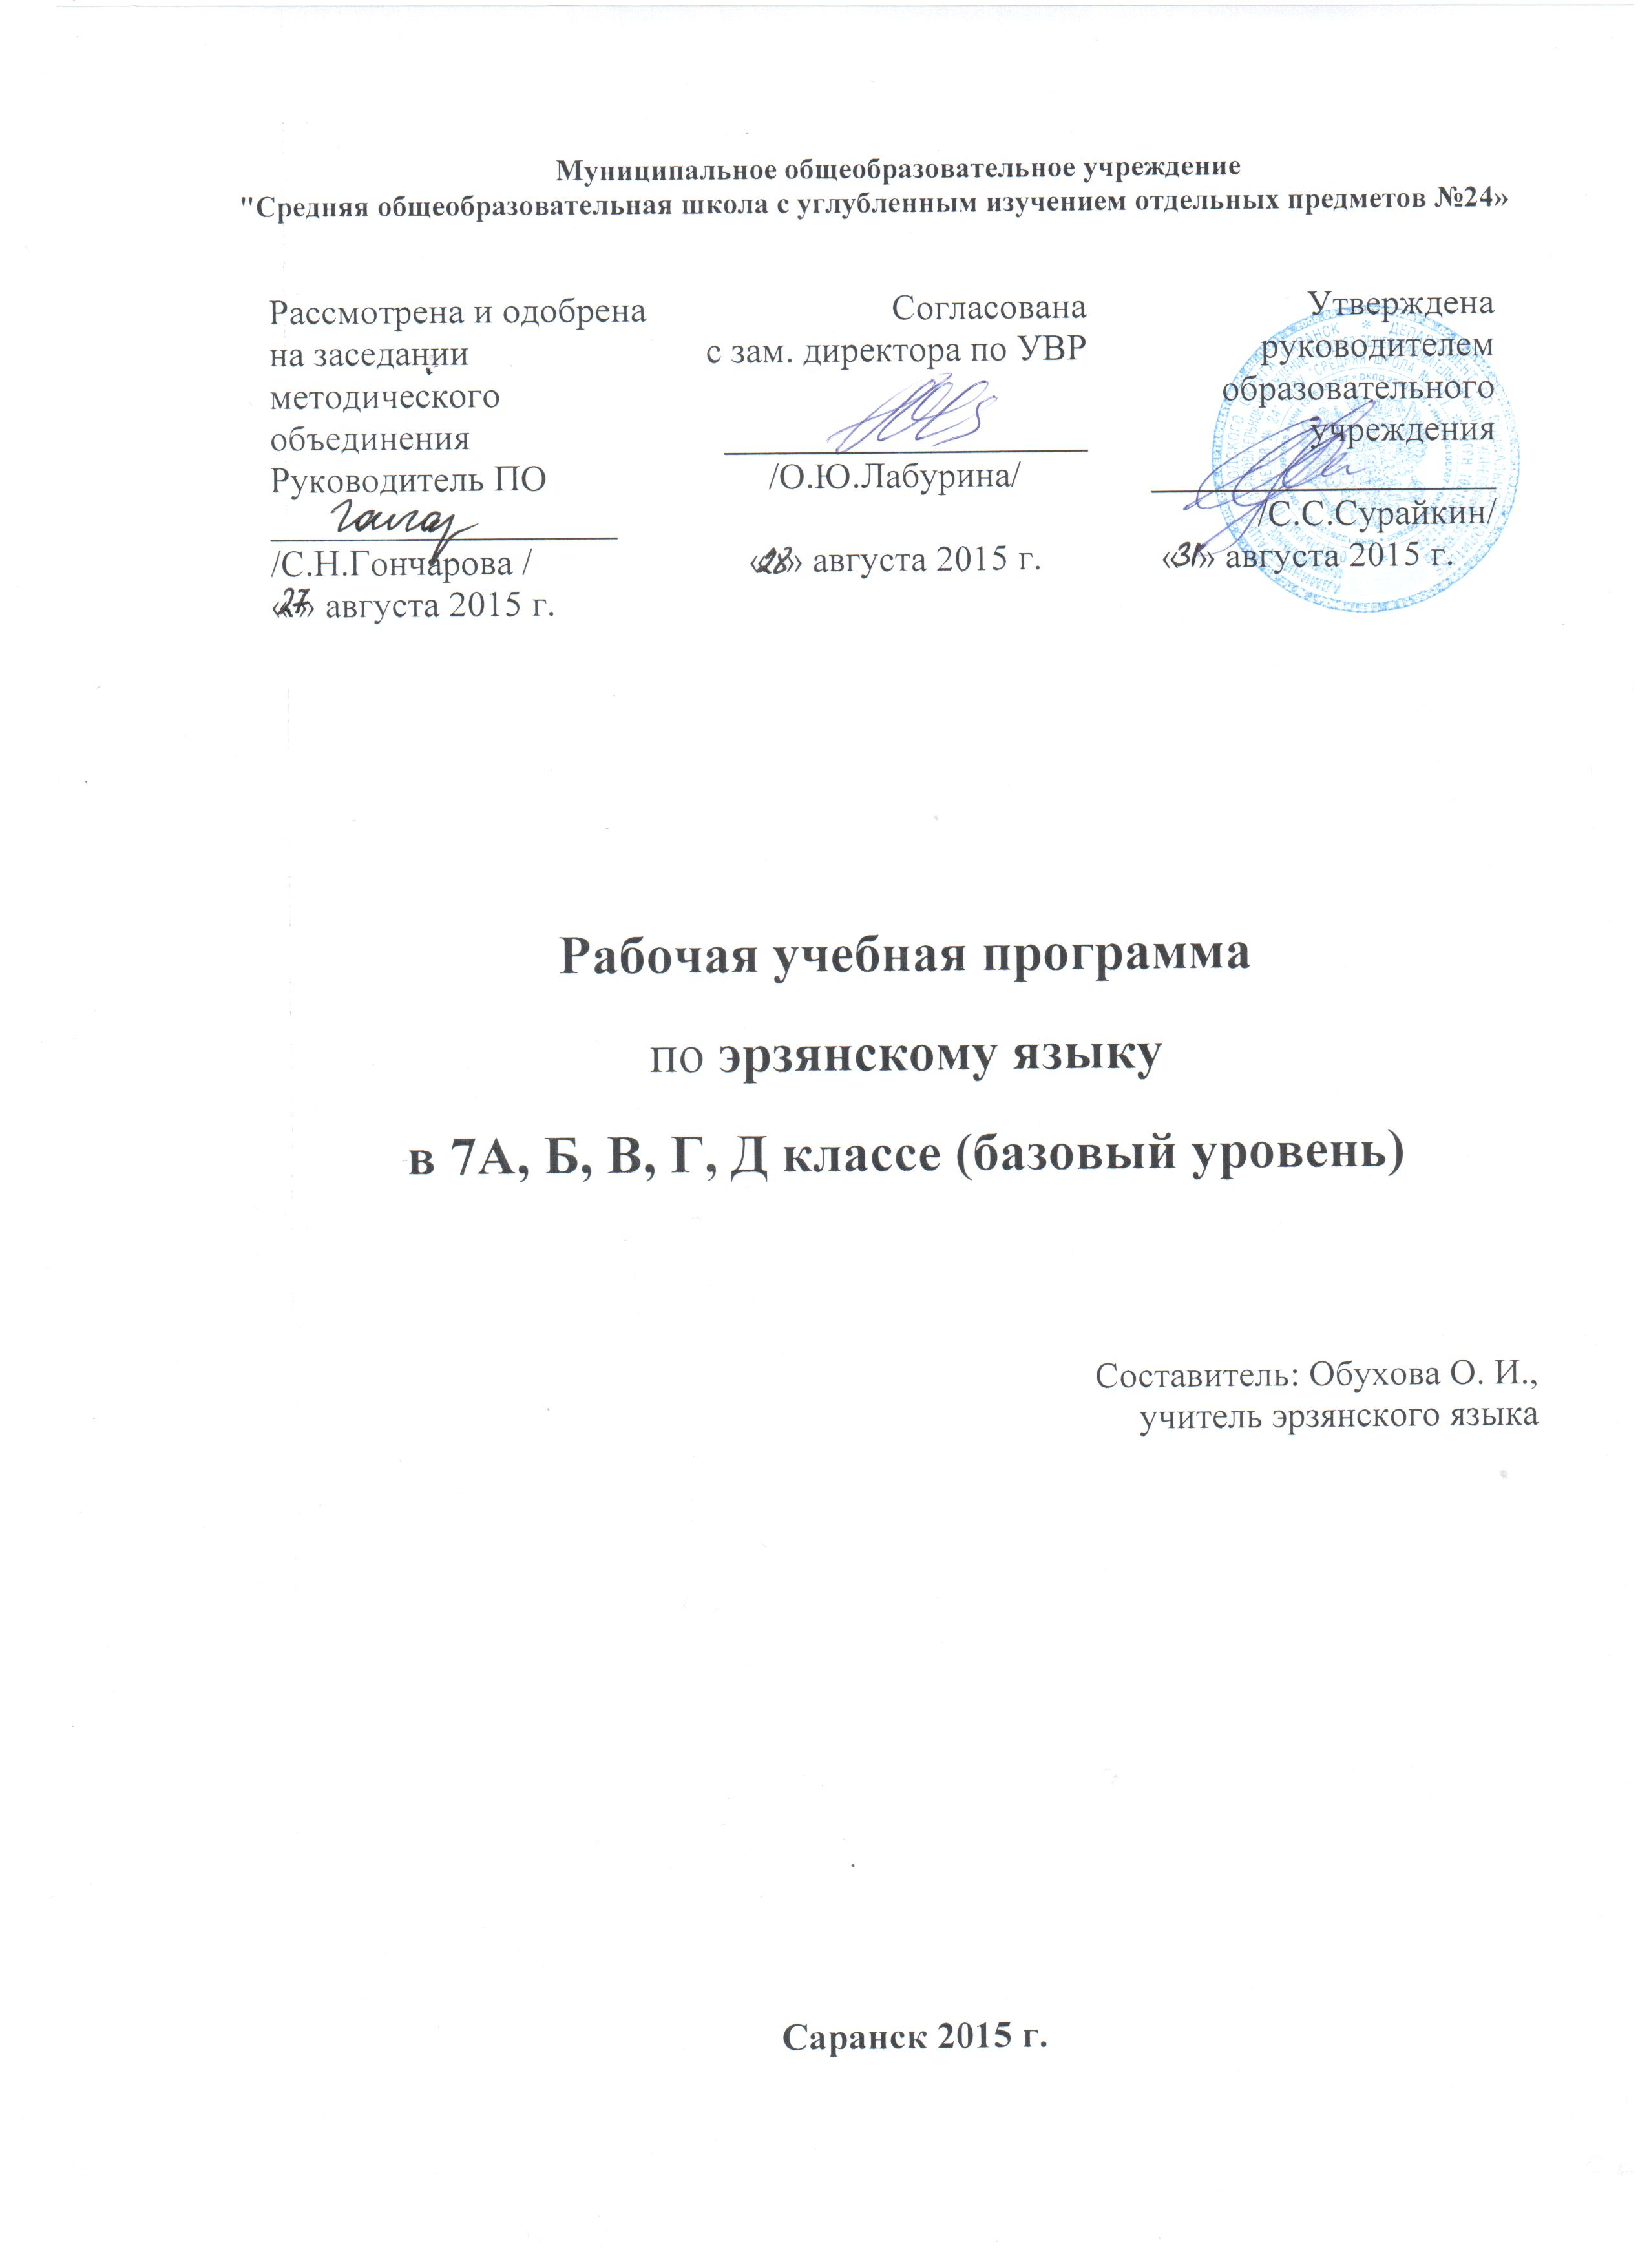 Муниципальное общеобразовательное учреждение
"Средняя общеобразовательная школа с углубленным изучением отдельных предметов №24»
Рассмотрена и одобрена
на заседании
методического
объединения
Руководитель ПО
/С.Н.Гончарова /
«27» августа 2015 г.
Согласована
с зам. директора по УВР
/О.Ю.Лабурина/
«28» августа 2015 г.
Утверждена
руководителем
образовательного
учреждения
/С.С.Сурайкин/
«31» августа 2015 г.
Рабочая учебная программа
по эрзянскому языку
в 7А, Б, В, Г, Д классе (базовый уровень)
Составитель: Обухова О. И.,
учитель эрзянского языка
Саранск 2015 г.